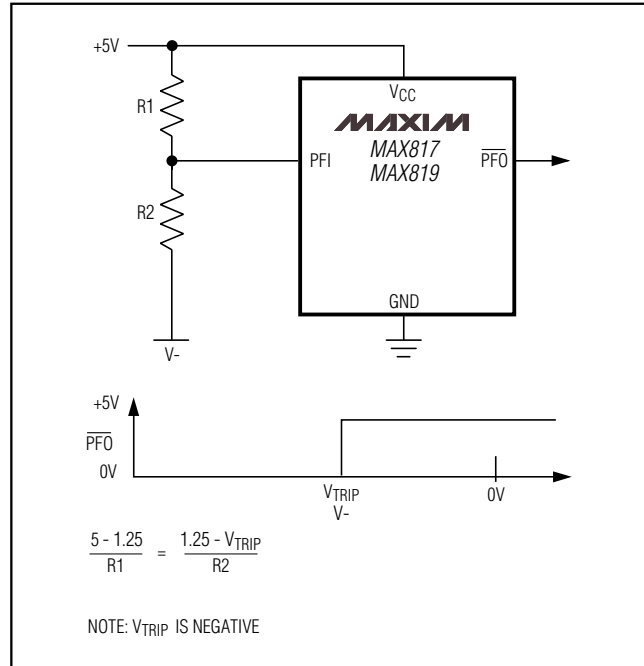 +5V
R1
R2
V-
VCC
MAXIM
MAX817
MAX819
PFI
PFO
GND
+5V
PFO
0V
VTRIP
V-
0V
5 - 1.25
R1
=
1.25 - VTRIP
R2
NOTE: VTRIP IS NEGATIVE